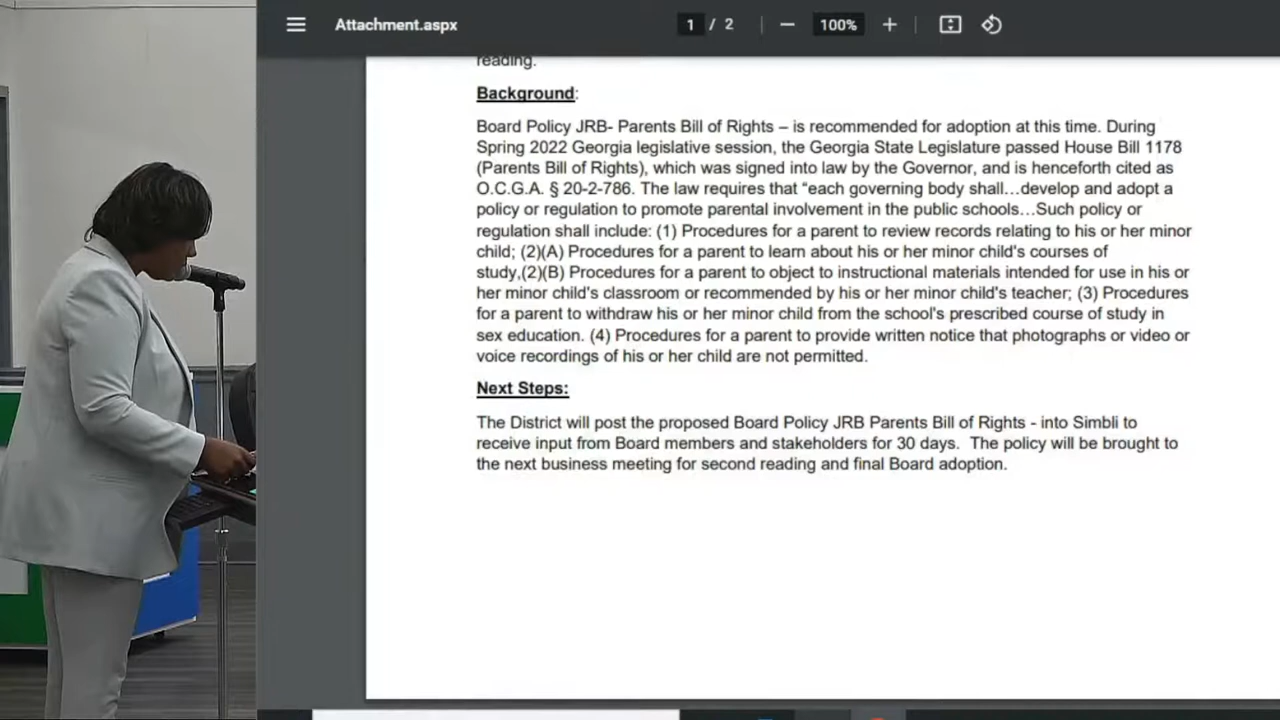 Attachment.aspx
1 / 2
100%
reading.
Background:
Board Policy JRB- Parents Bill of Rights – is recommended for adoption at this time. During
Spring 2022 Georgia legislative session, the Georgia State Legislature passed House Bill 1178
(Parents Bill of Rights), which was signed into law by the Governor, and is henceforth cited as
O.C.G.A. § 20-2-786. The law requires that “each governing body shall…develop and adopt a
policy or regulation to promote parental involvement in the public schools…Such policy or
regulation shall include: (1) Procedures for a parent to review records relating to his or her minor
child; (2)(A) Procedures for a parent to learn about his or her minor child's courses of
study,(2)(B) Procedures for a parent to object to instructional materials intended for use in his or
her minor child's classroom or recommended by his or her minor child's teacher; (3) Procedures
for a parent to withdraw his or her minor child from the school's prescribed course of study in
sex education. (4) Procedures for a parent to provide written notice that photographs or video or
voice recordings of his or her child are not permitted.
Next Steps:
The District will post the proposed Board Policy JRB Parents Bill of Rights - into Simbli to
receive input from Board members and stakeholders for 30 days.  The policy will be brought to
the next business meeting for second reading and final Board adoption.